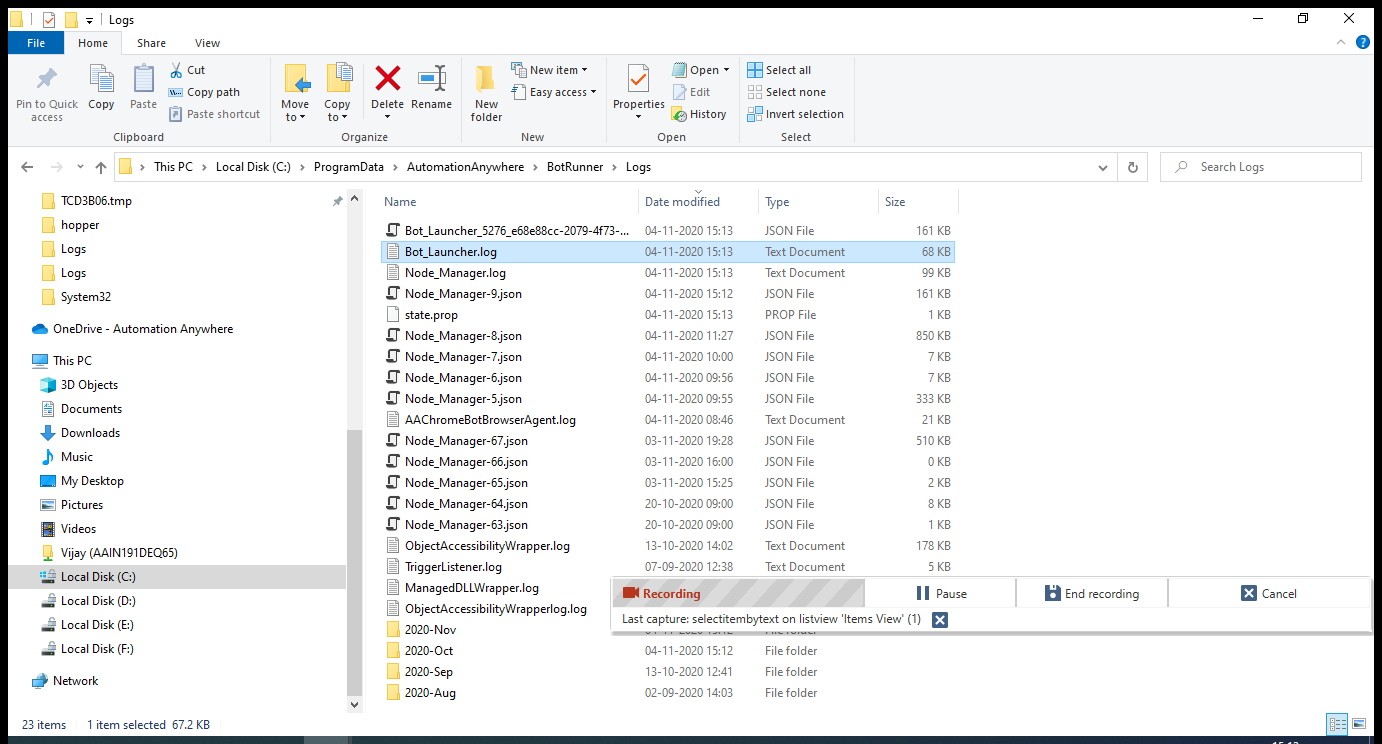 Logs
File Home Share View
Pin to Quick access
Copy
Paste
Cut
Copy path
Paste shortcut
Clipboard
Move to
Copy to
Delete
Rename
Organize
New folder
New item
Easy access
New
Properties
Open
Edit
History
Open
Select all
Select none
Invert selection
Select
This PC > Local Disk (C:) > ProgramData > AutomationAnywhere > BotRunner > Logs
Search Logs
TCD3B06.tmp
hopper
Logs
Logs
System32
OneDrive - Automation Anywhere
This PC
3D Objects
Documents
Downloads
Music
My Desktop
Pictures
Videos
Vijay (AAIN191DEQ65)
Local Disk (C:)
Local Disk (D:)
Local Disk (E:)
Local Disk (F:)
Network
Name Date modified Type Size
Bot_Launcher_5276_e68e88cc-2079-4f73-... 04-11-2020 15:13 JSON File 161 KB
Bot_Launcher.log 04-11-2020 15:13 Text Document 68 KB
Node_Manager.log 04-11-2020 15:13 Text Document 99 KB
Node_Manager-9.json 04-11-2020 15:12 JSON File 161 KB
state.prop 04-11-2020 15:13 PROP File 1 KB
Node_Manager-8.json 04-11-2020 11:27 JSON File 850 KB
Node_Manager-7.json 04-11-2020 10:00 JSON File 7 KB
Node_Manager-6.json 04-11-2020 09:56 JSON File 7 KB
Node_Manager-5.json 04-11-2020 09:55 JSON File 333 KB
AAChromeBotBrowserAgent.log 04-11-2020 08:46 Text Document 21 KB
Node_Manager-67.json 03-11-2020 19:28 JSON File 510 KB
Node_Manager-66.json 03-11-2020 16:00 JSON File 0 KB
Node_Manager-65.json 03-11-2020 15:25 JSON File 2 KB
Node_Manager-64.json 20-10-2020 09:00 JSON File 8 KB
Node_Manager-63.json 20-10-2020 09:00 JSON File 1 KB
ObjectAccessibilityWrapper.log 13-10-2020 14:02 Text Document 178 KB
TriggerListener.log 07-09-2020 12:38 Text Document 5 KB
ManagedDLLWrapper.log
ObjectAccessibilityWrapperlog.log
2020-Nov
2020-Oct 04-11-2020 15:12 File folder
2020-Sep 13-10-2020 12:41 File folder
2020-Aug 02-09-2020 14:03 File folder
Recording
Pause
End recording
Cancel
Last capture: selectitembytext on listview 'Items View' (1)
23 items 1 item selected 67.2 KB